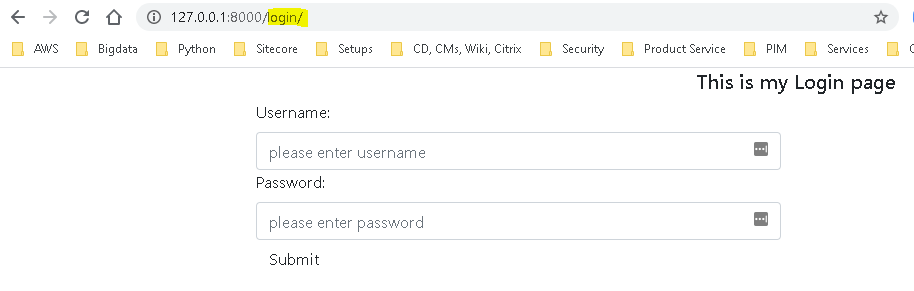 127.0.0.1:8000/login/
AWS Bigdata Python Sitecore Setups CD, CMs, Wiki, Citrix Security Product Service PIM Services
This is my Login page
Username:
please enter username
Password:
please enter password
Submit